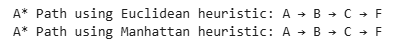 A* Path using Euclidean heuristic: A → B → C → F
A* Path using Manhattan heuristic: A → B → C → F